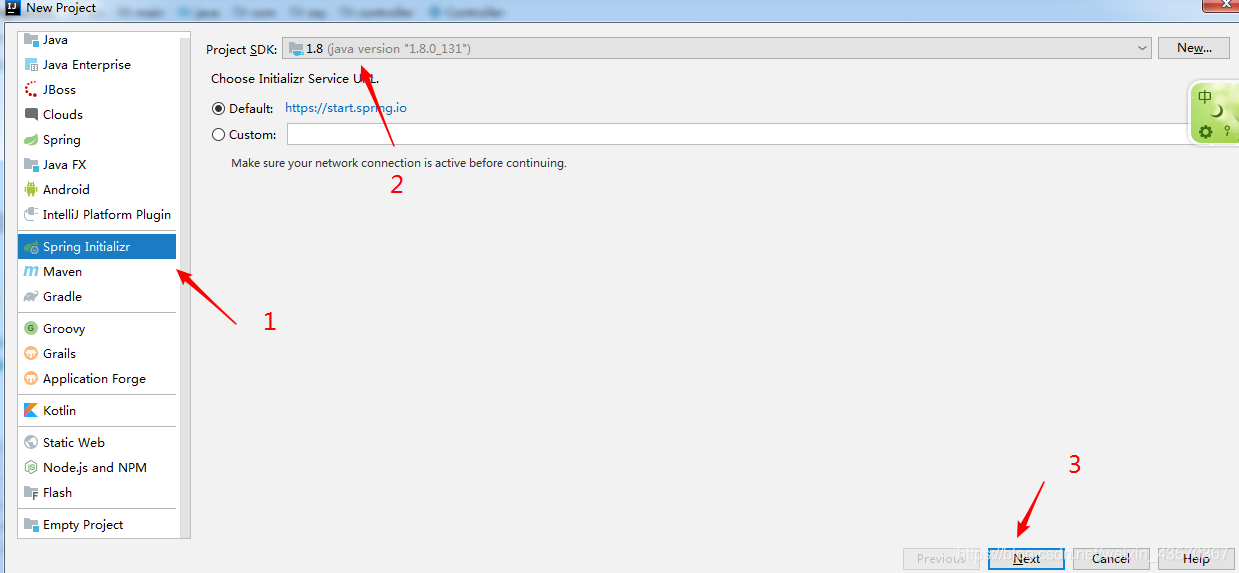 New Project
Java
Java Enterprise
JBoss
Clouds
Spring
Java FX
Android
IntelliJ Platform Plugin
Spring Initializr
Maven
Gradle
Groovy
Grails
Application Forge
Kotlin
Static Web
Node.js and NPM
Flash
Empty Project
1
Project SDK: 1.8 (java version "1.8.0_131") New...
Choose Initializr Service URL.
Default: https://start.spring.io
Custom:
Make sure your network connection is active before continuing.
2
中
3
Previous Next Cancel Help